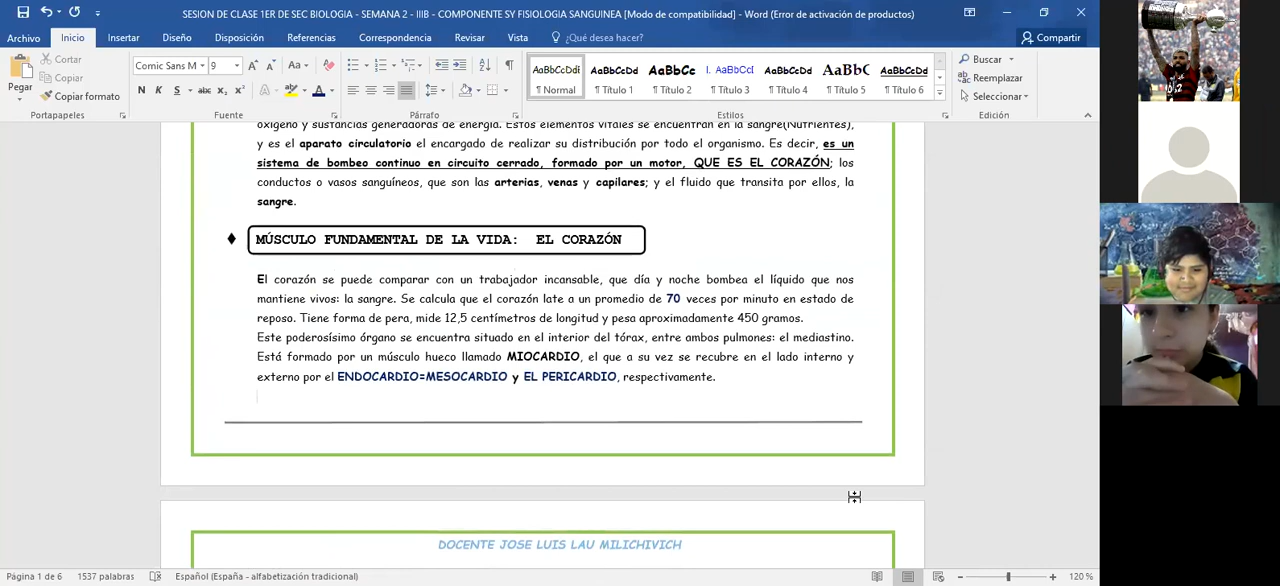 SESION DE CLASE 1ER DE SEC BIOLOGIA - SEMANA 2 - IIIB - COMPONENTE SY FISIOLOGIA SANGUINEA [Modo de compatibilidad] - Word (Error de activación de productos)
Archivo Inicio Insertar Diseño Disposición Referencias Correspondencia Revisar Vista ¿Qué desea hacer? Compartir
Pegar
Cortar
Copiar
Copiar formato
Portapapeles
Comic Sans M 9
Aa
N K S abc x₂ x² A A
Fuente
Párrafo
AaBbCcDdE AaBbCcDd AaBbCc I. AaBbCcI AaBbCcDd AaBbC AaBbCcDd
¶ Normal ¶ Título 1 ¶ Título 2 ¶ Título 3 ¶ Título 4 ¶ Título 5 ¶ Título 6
Estilos
Buscar
Reemplazar
Seleccionar
Edición
oxígeno y sustancias generadoras de energía. Estos elementos vitales se encuentran en la sangre(Nutrientes),
y es el aparato circulatorio el encargado de realizar su distribución por todo el organismo. Es decir, es un
sistema de bombeo continuo en circuito cerrado, formado por un motor, QUE ES EL CORAZÓN; los
conductos o vasos sanguíneos, que son las arterias, venas y capilares; y el fluido que transita por ellos, la
sangre.
♦ MÚSCULO FUNDAMENTAL DE LA VIDA: EL CORAZÓN
El corazón se puede comparar con un trabajador incansable, que día y noche bombea el líquido que nos
mantiene vivos: la sangre. Se calcula que el corazón late a un promedio de 70 veces por minuto en estado de
reposo. Tiene forma de pera, mide 12,5 centímetros de longitud y pesa aproximadamente 450 gramos.
Este poderosísimo órgano se encuentra situado en el interior del tórax, entre ambos pulmones: el mediastino.
Está formado por un músculo hueco llamado MIOCARDIO, el que a su vez se recubre en el lado interno y
externo por el ENDOCARDIO=MESOCARDIO y EL PERICARDIO, respectivamente.
DOCENTE JOSE LUIS LAU MILICHIVICH
Página 1 de 6 1537 palabras Español (España - alfabetización tradicional) 120 %